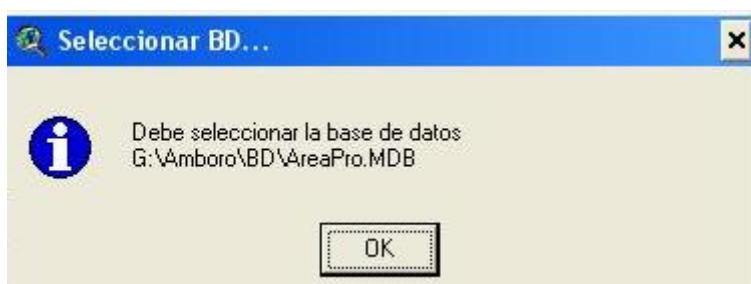 Seleccionar BD...
Debe seleccionar la base de datos
G:\Amboro\BD\AreaPro.MDB
OK